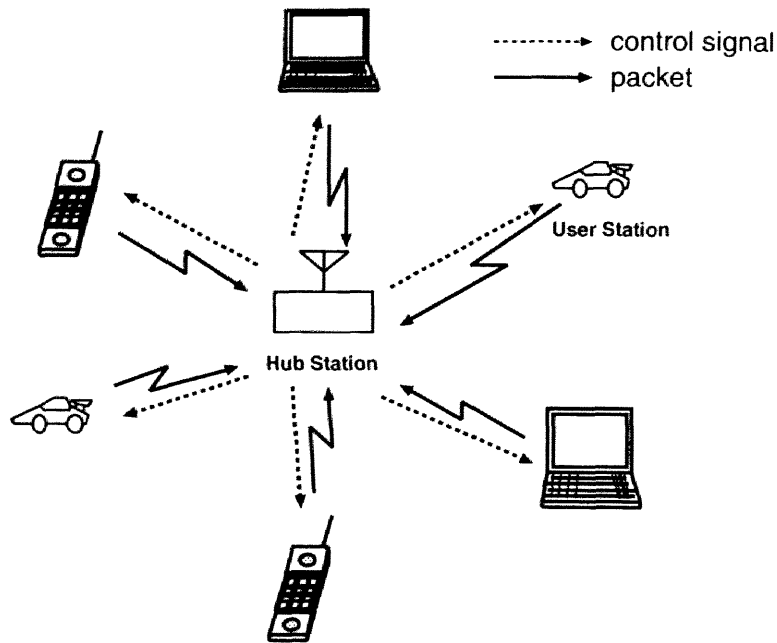 control signal
packet
User Station
Hub Station